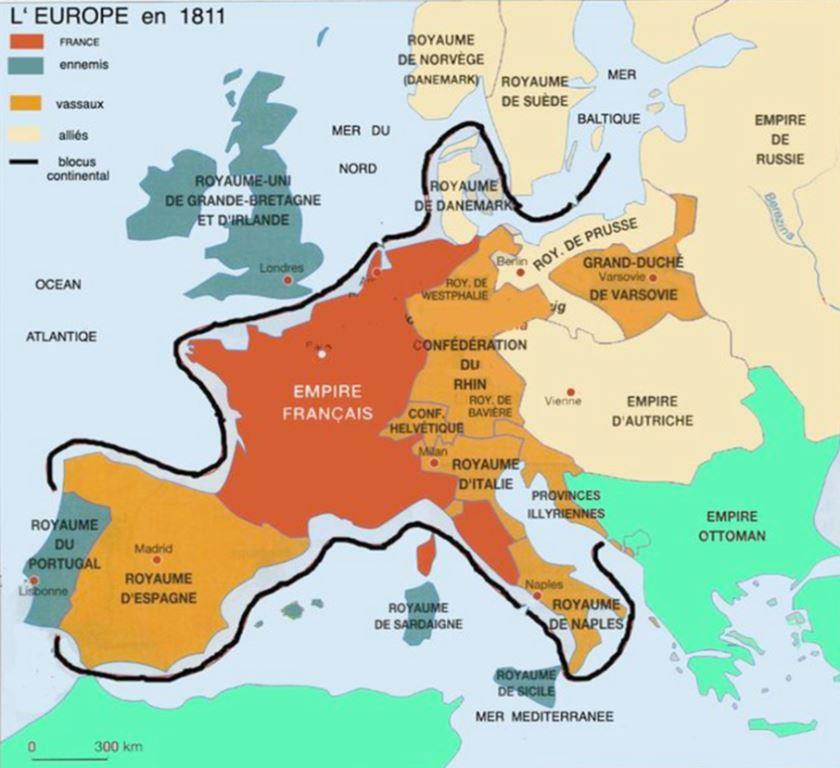 L'EUROPE en 1811
FRANCE
ennemis
vassaux
alliés
blocus
continental
ROYAUME
DE NORVÈGE
(DANEMARK)
ROYAUME
DE SUÈDE
MER
BALTIQUE
EMPIRE
DE
RUSSIE
MER DU
NORD
ROYAUME-UNI
DE GRANDE-BRETAGNE
ET D'IRLANDE
Londres
ROYAUME
DE DANEMARK
Berezina
ROY. DE PRUSSE
Berlin
GRAND-DUCHÉ
Varsovie
DE VARSOVIE
ROY. DE
WESTPHALIE
OCEAN
ATLANTIQUE
CONFÉDÉRATION
DU
RHIN
EMPIRE
FRANÇAIS
ROY. DE
BAVIÈRE
CONF.
HELVÉTIQUE
Vienne
EMPIRE
D'AUTRICHE
Milan
ROYAUME
D'ITALIE
PROVINCES
ILLYRIENNES
EMPIRE
OTTOMAN
ROYAUME
DU
PORTUGAL
Lisbonne
Madrid
ROYAUME
D'ESPAGNE
Naples
ROYAUME
DE NAPLES
ROYAUME
DE SARDAIGNE
ROYAUME
DE SICILE
MER MEDITERRANEE
0 300 km